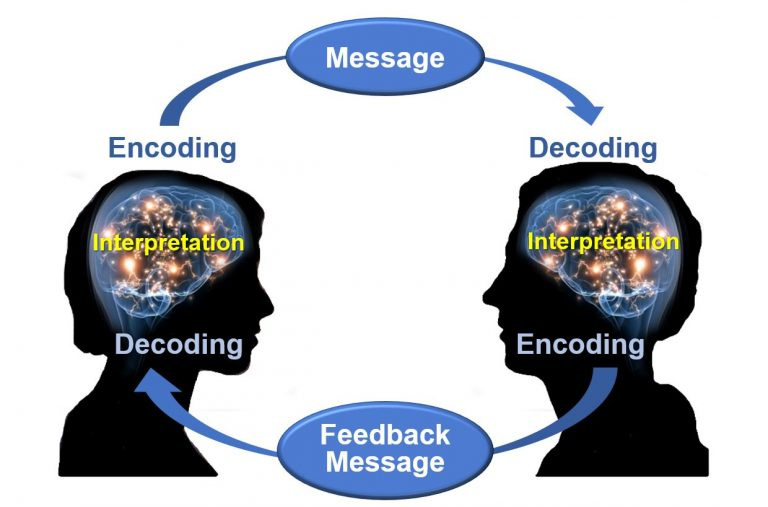 Message
Encoding
Decoding
Interpretation
Interpretation
Decoding
Encoding
Feedback
Message